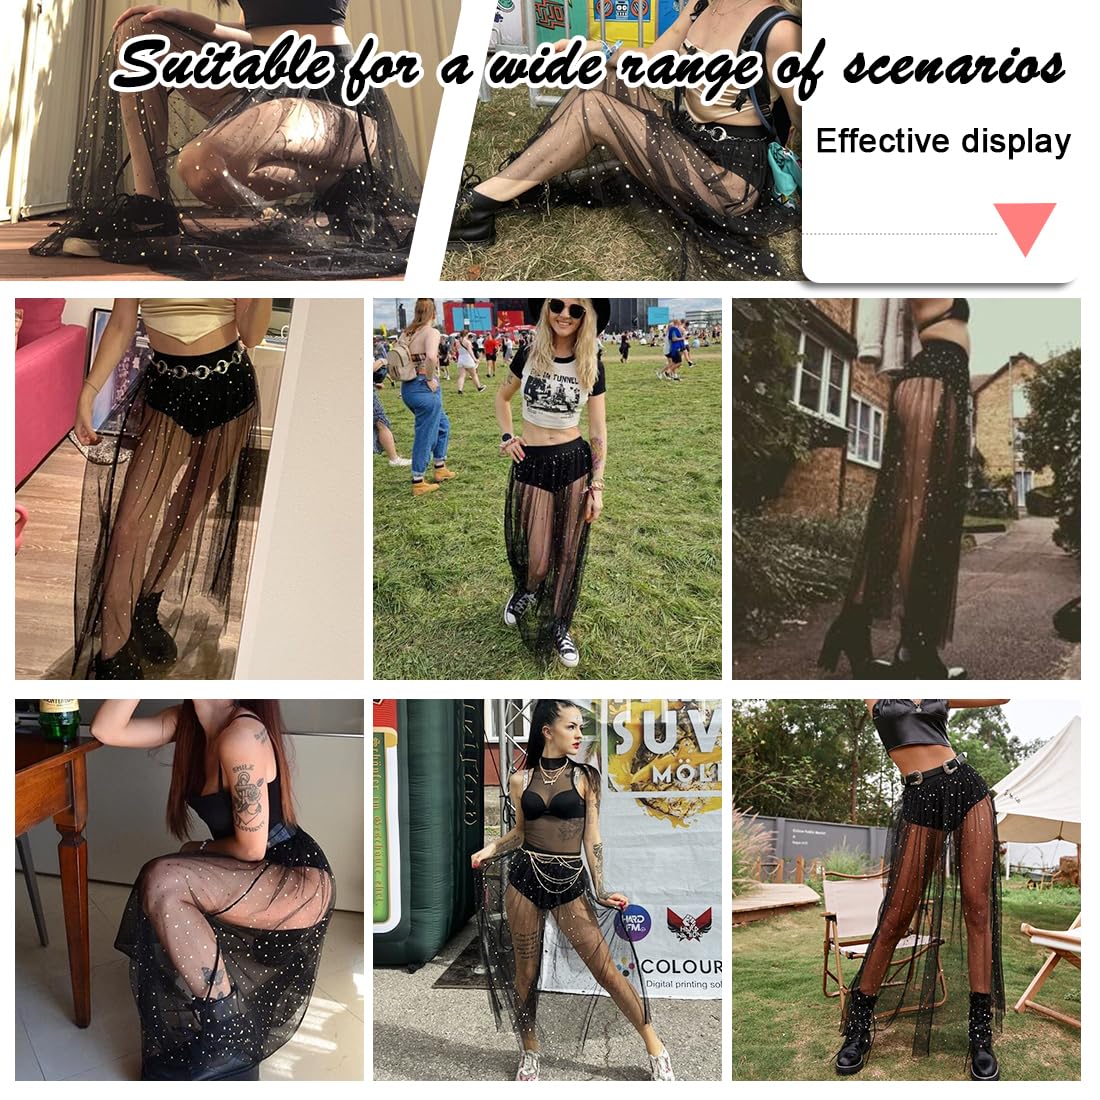 Suitable for a wide range of scenarios
Effective display
TUNNEL
SMILE
SUV
MÖL
HARD
FM
COLOUR
Digital printing sol